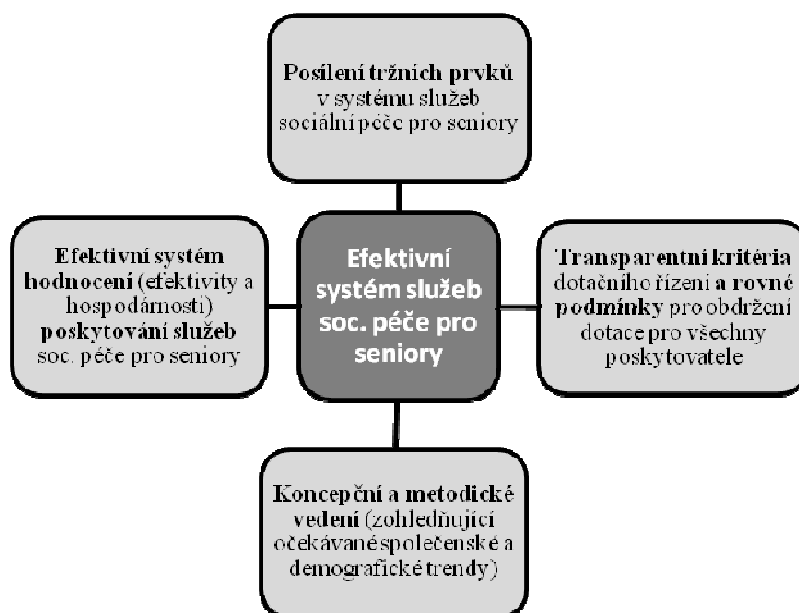 Posílení tržních prvků
v systému služeb
sociální péče pro seniory
Efektivní systém
hodnocení (efektivity a
hospodárnosti)
poskytování služeb
soc. péče pro seniory
Efektivní
systém služeb
soc. péče pro
seniory
Transparentní kritéria
dotačního řízení a rovné
podmínky pro obdržení
dotace pro všechny
poskytovatele
Koncepční a metodické
vedení (zohledňující
očekávané společenské a
demografické trendy)